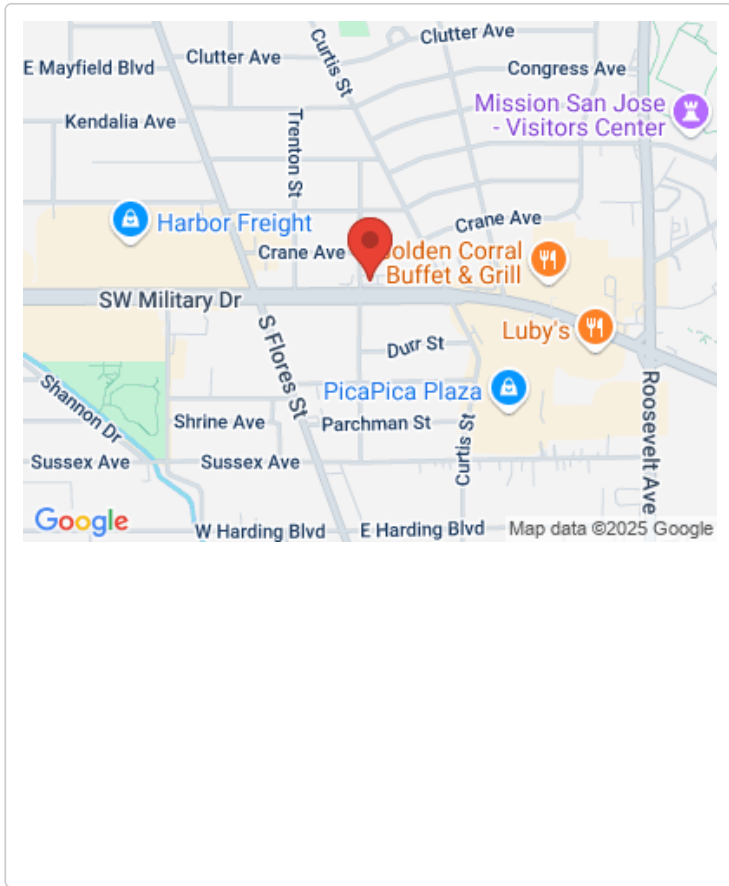 Clutter Ave
Curtis St
E Mayfield Blvd
Clutter Ave
Congress Ave
Mission San Jose
- Visitors Center
Kendalia Ave
Trenton St
Harbor Freight
Crane Ave
Crane Ave
olden Corral
Buffet & Grill
SW Military Dr
Luby's
S Flores St
Durr St
PicaPica Plaza
Shannon Dr
Shrine Ave
Parchman St
Roosevelt Ave
Sussex Ave
Sussex Ave
Curtis St
Google
W Harding Blvd
E Harding Blvd
Map data ©2025 Google